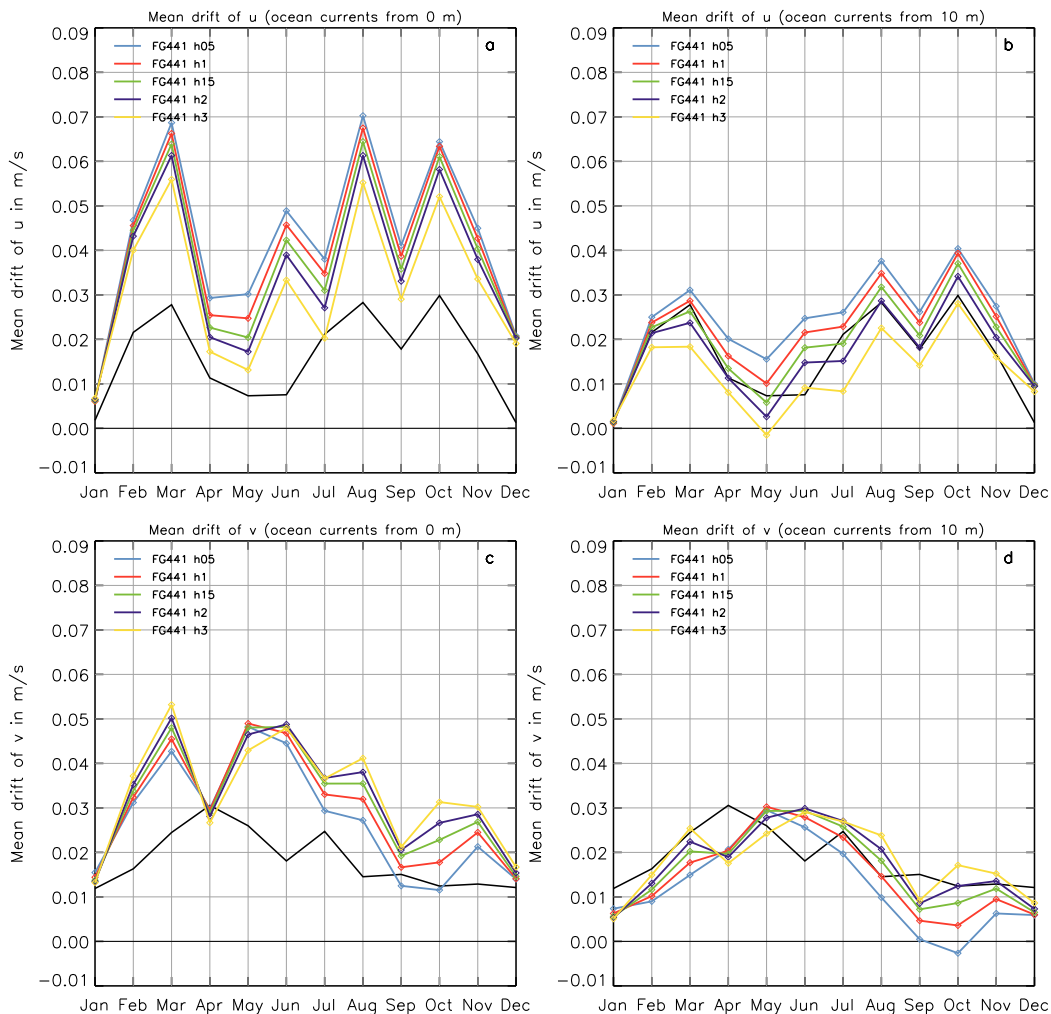 Mean drift of u (ocean currents from 0 m)
a
FG441 h05
FG441 h1
FG441 h15
FG441 h2
FG441 h3
Mean drift of u in m/s
0.09
0.08
0.07
0.06
0.05
0.04
0.03
0.02
0.01
0.00
-0.01
Jan Feb Mar Apr May Jun Jul Aug Sep Oct Nov Dec
Mean drift of u (ocean currents from 10 m)
b
FG441 h05
FG441 h1
FG441 h15
FG441 h2
FG441 h3
Mean drift of u in m/s
0.09
0.08
0.07
0.06
0.05
0.04
0.03
0.02
0.01
0.00
-0.01
Jan Feb Mar Apr May Jun Jul Aug Sep Oct Nov Dec
Mean drift of v (ocean currents from 0 m)
c
FG441 h05
FG441 h1
FG441 h15
FG441 h2
FG441 h3
Mean drift of v in m/s
0.09
0.08
0.07
0.06
0.05
0.04
0.03
0.02
0.01
0.00
-0.01
Jan Feb Mar Apr May Jun Jul Aug Sep Oct Nov Dec
Mean drift of v (ocean currents from 10 m)
d
FG441 h05
FG441 h1
FG441 h15
FG441 h2
FG441 h3
Mean drift of v in m/s
0.09
0.08
0.07
0.06
0.05
0.04
0.03
0.02
0.01
0.00
-0.01
Jan Feb Mar Apr May Jun Jul Aug Sep Oct Nov Dec